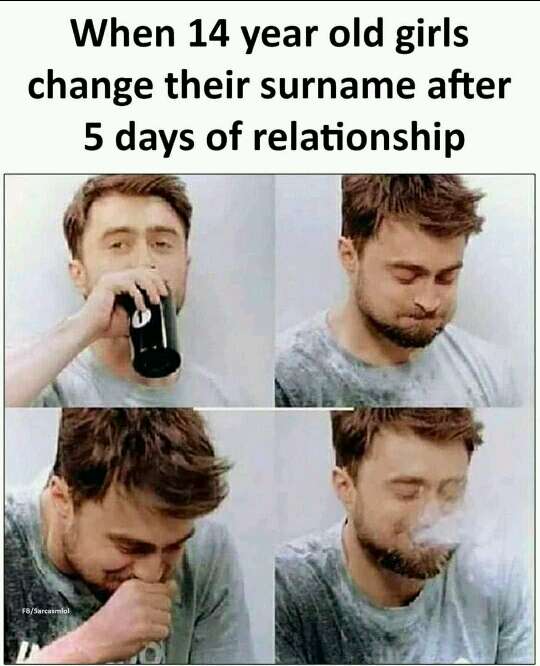 When 14 year old girls
change their surname after
5 days of relationship
FB/Sarcasmlol